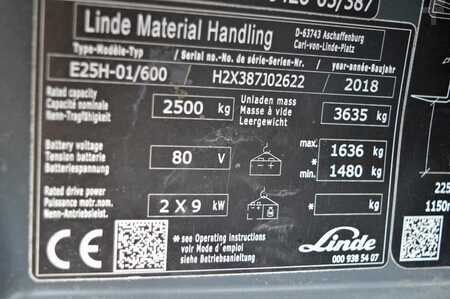 Linde Material Handling
D-63743 Aschaffenburg
Carl-von-Linde-Platz
Type-Modèle-Typ / Serial no.-No. de série-Serien-Nr. / year-année-Baujahr
E25H-01/600 / H2X387J02622 / 2018
Rated capacity
Capacité nominale
Nenn-Tragfähigkeit
2500 kg
Unladen mass
Masse à vide
Leergewicht
3635 kg
Battery voltage
Tension batterie
Batteriespannung
80 V
max. 1636 kg
*
min. 1480 kg
Rated drive power
Puissance motr.nom.
Nenn-Antriebsleist.
2 X 9 kW
* kg
CE
* see Operating instructions
voir Mode d'emploi
siehe Betriebsanleitung
Linde
000 938 54 07